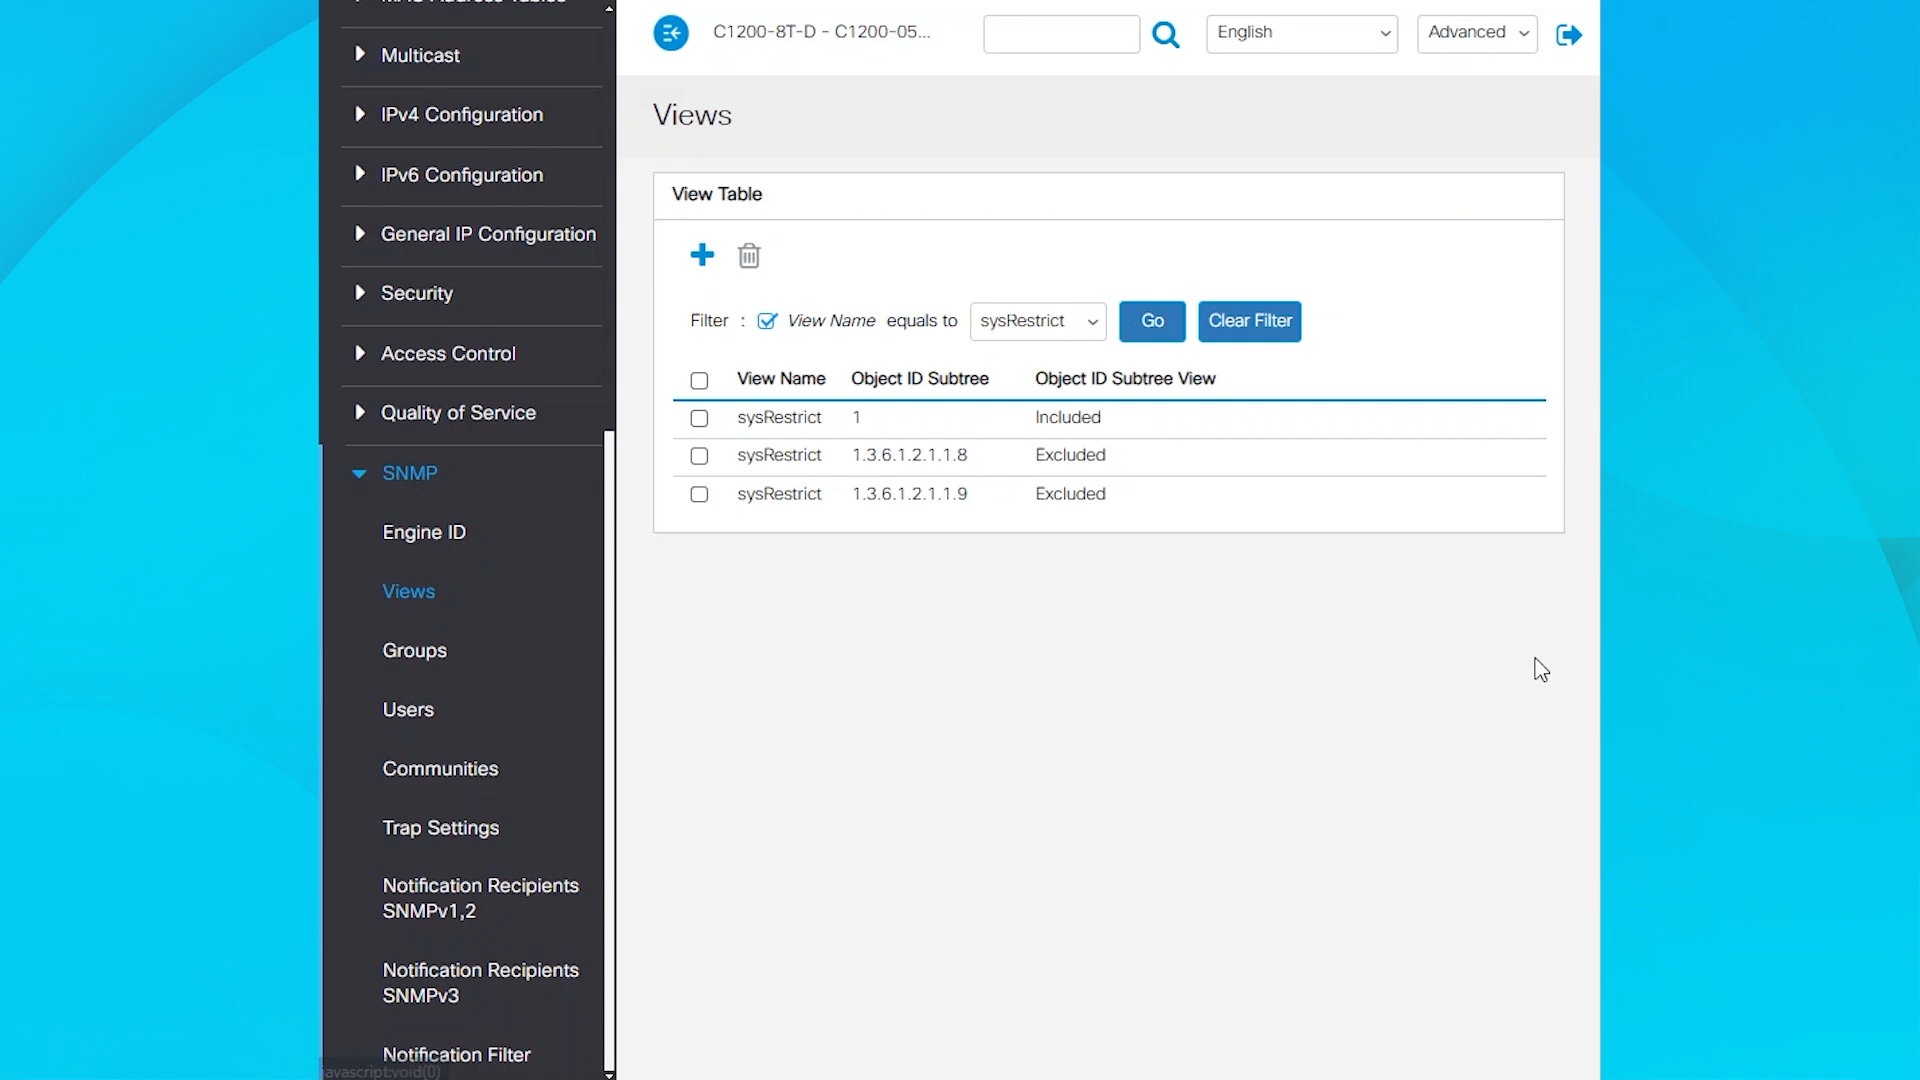 Multicast
IPv4 Configuration
IPv6 Configuration
General IP Configuration
Security
Access Control
Quality of Service
SNMP
Engine ID
Views
Groups
Users
Communities
Trap Settings
Notification Recipients
SNMPv1,2
Notification Recipients
SNMPv3
Notification Filter
javascript:void(0)
C1200-8T-D - C1200-05...
English
Advanced
Views
View Table
Filter : View Name equals to sysRestrict Go Clear Filter
View Name Object ID Subtree Object ID Subtree View
sysRestrict 1 Included
sysRestrict 1.3.6.1.2.1.1.8 Excluded
sysRestrict 1.3.6.1.2.1.1.9 Excluded